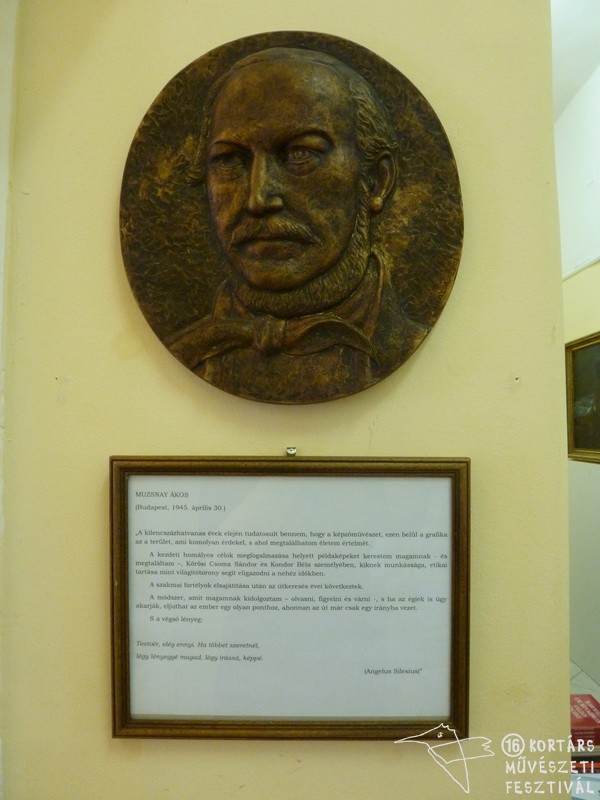 MUZSNAY ÁKOS
(Budapest, 1945. április 30.)
„A kilencszázhatvanas évek elején tudatosult bennem, hogy a képzőművészet, ezen belül a grafika
az a terület, ami komolyan érdekel, s ahol megtalálhatom életem értelmét.
A kezdeti homályos célok megfogalmazása helyett példaképeket kerestem magamnak - és
megtaláltam –, Kőrösi Csoma Sándor és Kondor Béla személyében, kiknek munkássága, etikai
tartása mint világítótorony segít eligazodni a nehéz időkben.
A szakmai fortélyok elsajátítása után az útkeresés évei következtek.
A módszer, amit magamnak kidolgoztam – olvasni, figyelni és várni -, s ha az égiek is úgy
akarják, eljuthat az ember egy olyan ponthoz, ahonnan az út már csak egy irányba vezet.
S a végső lényeg:
Testvér, elég ennyi. Ha többet szeretnél,
légy lényeggé magad, légy írássá, képpé.
(Angelus Silesius)”
16 KORTÁRS
MŰVÉSZETI
FESZTIVÁL